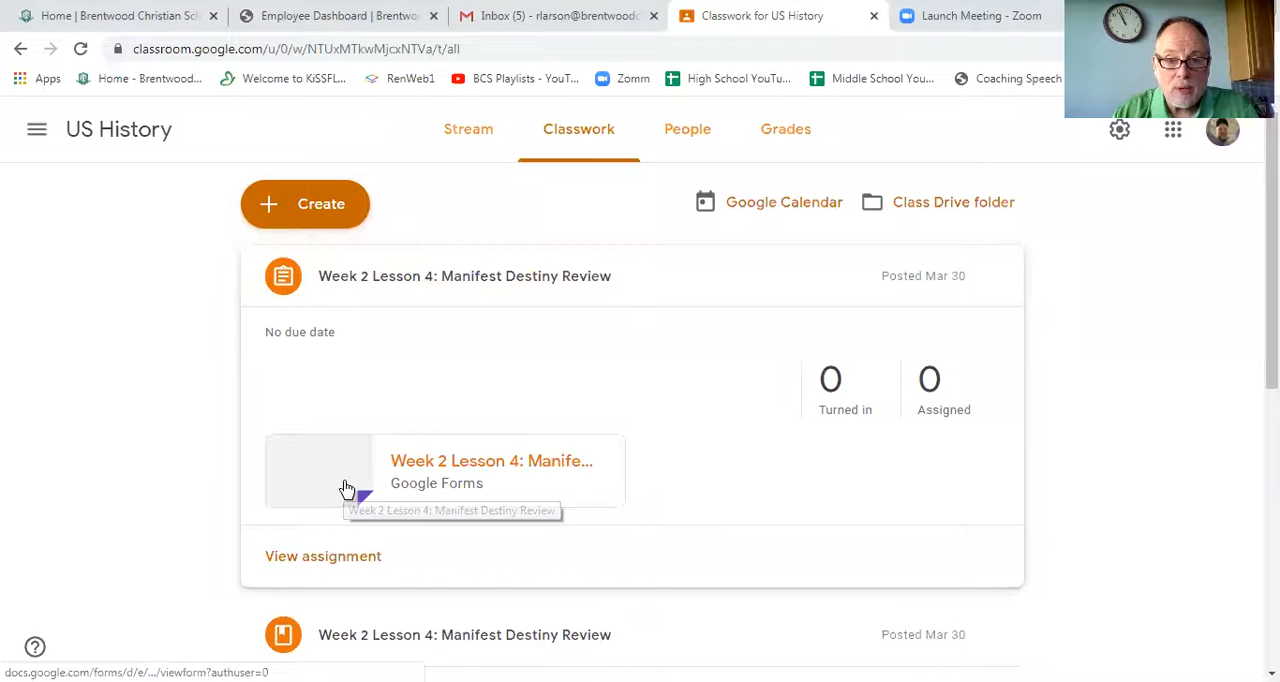 Home | Brentwood Christian Sch
Employee Dashboard | Brentwo
Inbox (5) - rlarson@brentwoodc
Classwork for US History
Launch Meeting - Zoom
classroom.google.com/u/0/w/NTUxMTkwMjcxNTVa/t/all
Apps
Home - Brentwood...
Welcome to KiSSFL...
RenWeb1
BCS Playlists - YouT...
Zomm
High School YouTu...
Middle School You...
Coaching Speech
US History
Stream
Classwork
People
Grades
Create
Google Calendar
Class Drive folder
Week 2 Lesson 4: Manifest Destiny Review
Posted Mar 30
No due date
0
0
Turned in
Assigned
Week 2 Lesson 4: Manife...
Google Forms
Week 2 Lesson 4: Manifest Destiny Review
View assignment
Week 2 Lesson 4: Manifest Destiny Review
Posted Mar 30
docs.google.com/forms/d/e/.../viewform?authuser=0